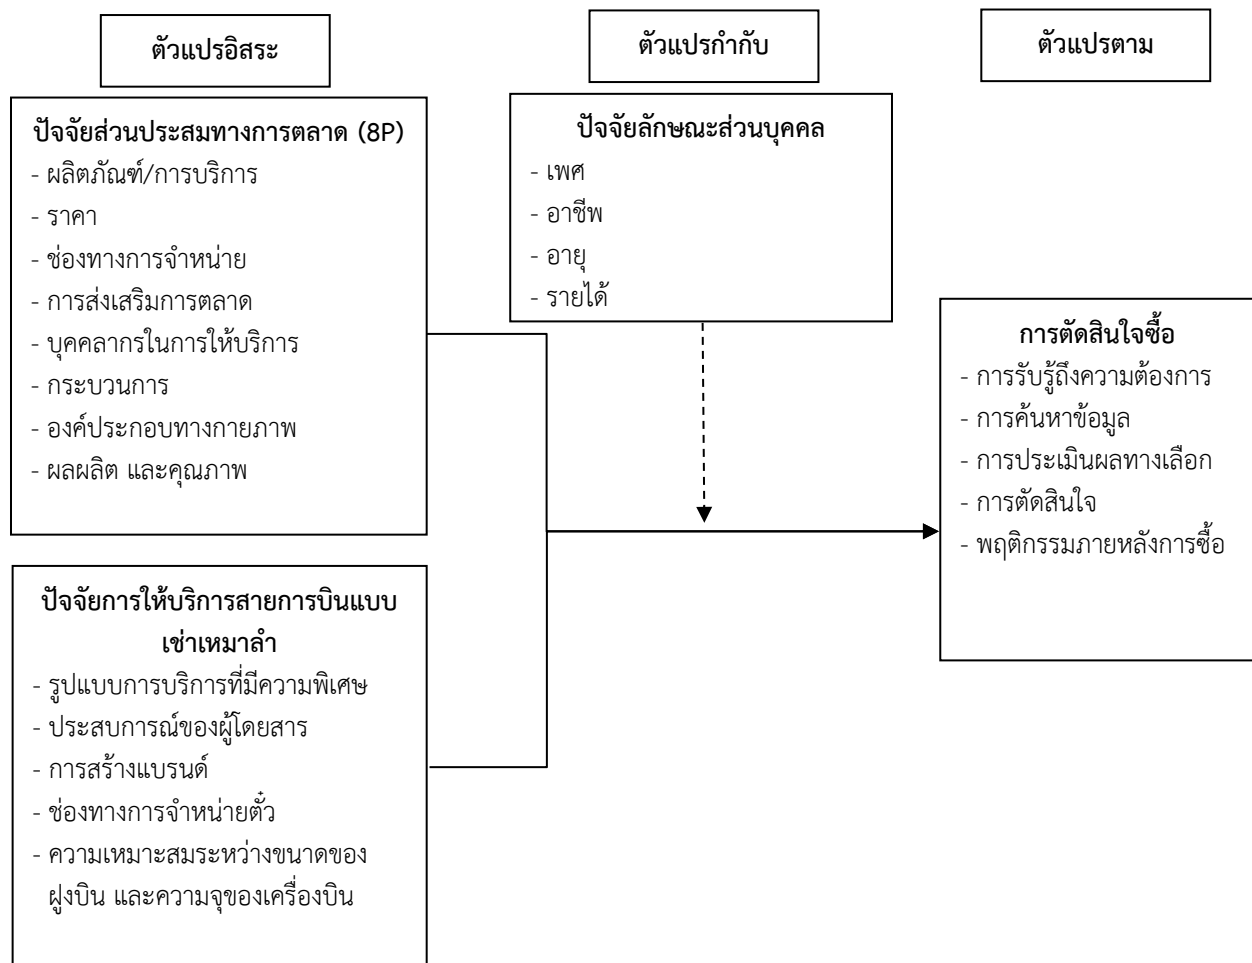 ตัวแปรอิสระ
ตัวแปรกำกับ
ตัวแปรตาม
ปัจจัยส่วนประสมทางการตลาด (8P)
- ผลิตภัณฑ์/การบริการ
- ราคา
- ช่องทางการจำหน่าย
- การส่งเสริมการตลาด
- บุคคลากรในการให้บริการ
- กระบวนการ
- องค์ประกอบทางกายภาพ
- ผลผลิต และคุณภาพ
ปัจจัยการให้บริการสายการบินแบบ
เช่าเหมาลำ
- รูปแบบการบริการที่มีความพิเศษ
- ประสบการณ์ของผู้โดยสาร
- การสร้างแบรนด์
- ช่องทางการจำหน่ายตั๋ว
- ความเหมาะสมระหว่างขนาดของ
ฝูงบิน และความจุของเครื่องบิน
ปัจจัยลักษณะส่วนบุคคล
- เพศ
- อาชีพ
- อายุ
- รายได้
การตัดสินใจซื้อ
- การรับรู้ถึงความต้องการ
- การค้นหาข้อมูล
- การประเมินผลทางเลือก
- การตัดสินใจ
- พฤติกรรมภายหลังการซื้อ